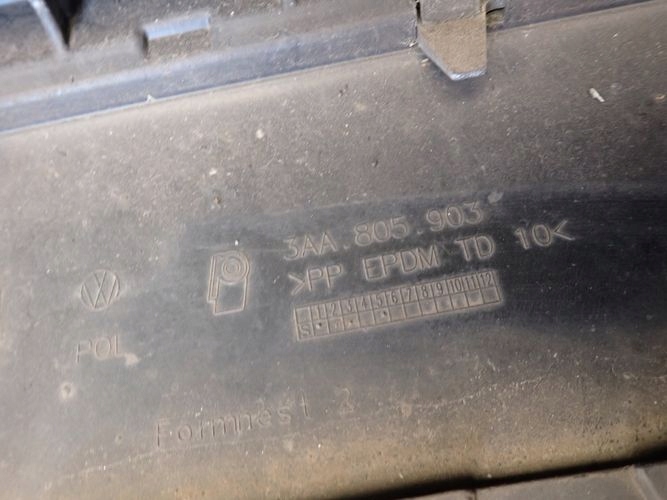 3AA.805.903
>PP EPDM TD 10<
1 2 3 4 5 6 7 8 9 10 11 12
POL
Formnest 2